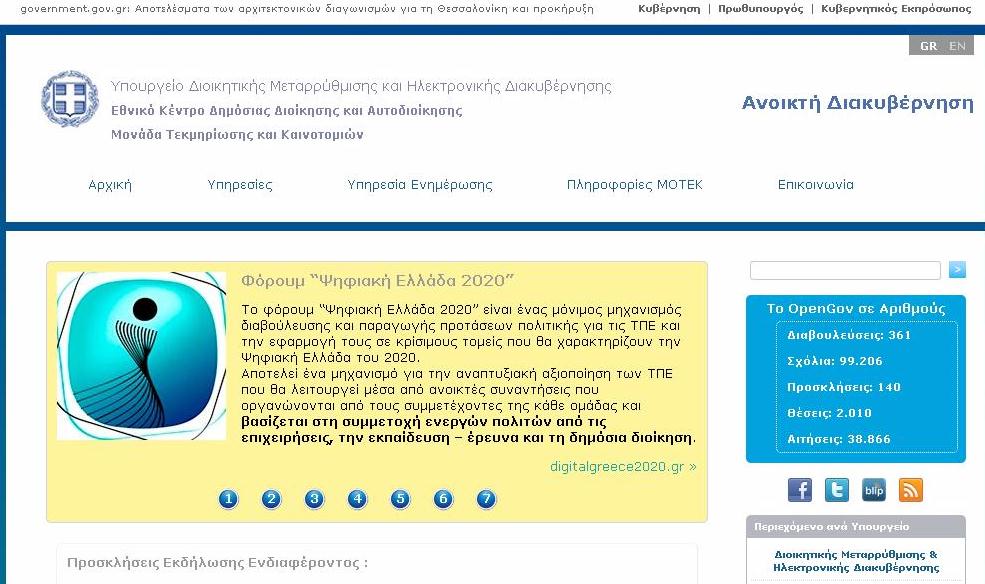 government.gov.gr: Αποτελέσματα των αρχιτεκτονικών διαγωνισμών για τη Θεσσαλονίκη και προκήρυξη
Κυβέρνηση | Πρωθυπουργός | Κυβερνητικός Εκπρόσωπος
GR EN
Υπουργείο Διοικητικής Μεταρρύθμισης και Ηλεκτρονικής Διακυβέρνησης
Εθνικό Κέντρο Δημόσιας Διοίκησης και Αυτοδιοίκησης
Μονάδα Τεκμηρίωσης και Καινοτομιών
Ανοικτή Διακυβέρνηση
Αρχική Υπηρεσίες Υπηρεσία Ενημέρωσης Πληροφορίες ΜΟΤΕΚ Επικοινωνία
Φόρουμ “Ψηφιακή Ελλάδα 2020”
Το φόρουμ “Ψηφιακή Ελλάδα 2020” είναι ένας μόνιμος μηχανισμός
διαβούλευσης και παραγωγής προτάσεων πολιτικής για τις ΤΠΕ και
την εφαρμογή τους σε κρίσιμους τομείς που θα χαρακτηρίζουν την
Ψηφιακή Ελλάδα του 2020.
Αποτελεί ένα μηχανισμό για την αναπτυξιακή αξιοποίηση των ΤΠΕ
που θα λειτουργεί μέσα από ανοικτές συναντήσεις που
οργανώνονται από τους συμμετέχοντες της κάθε ομάδας και
βασίζεται στη συμμετοχή ενεργών πολιτών από τις
επιχειρήσεις, την εκπαίδευση – έρευνα και τη δημόσια διοίκηση.
digitalgreece2020.gr »
1 2 3 4 5 6 7
Προσκλήσεις Εκδήλωσης Ενδιαφέροντος :
>
Το OpenGov σε Αριθμούς
Διαβουλεύσεις: 361
Σχόλια: 99.206
Προσκλήσεις: 140
Θέσεις: 2.010
Αιτήσεις: 38.866
f t blip
Περιεχόμενο ανά Υπουργείο
Διοικητικής Μεταρρύθμισης &
Ηλεκτρονικής Διακυβέρνησης